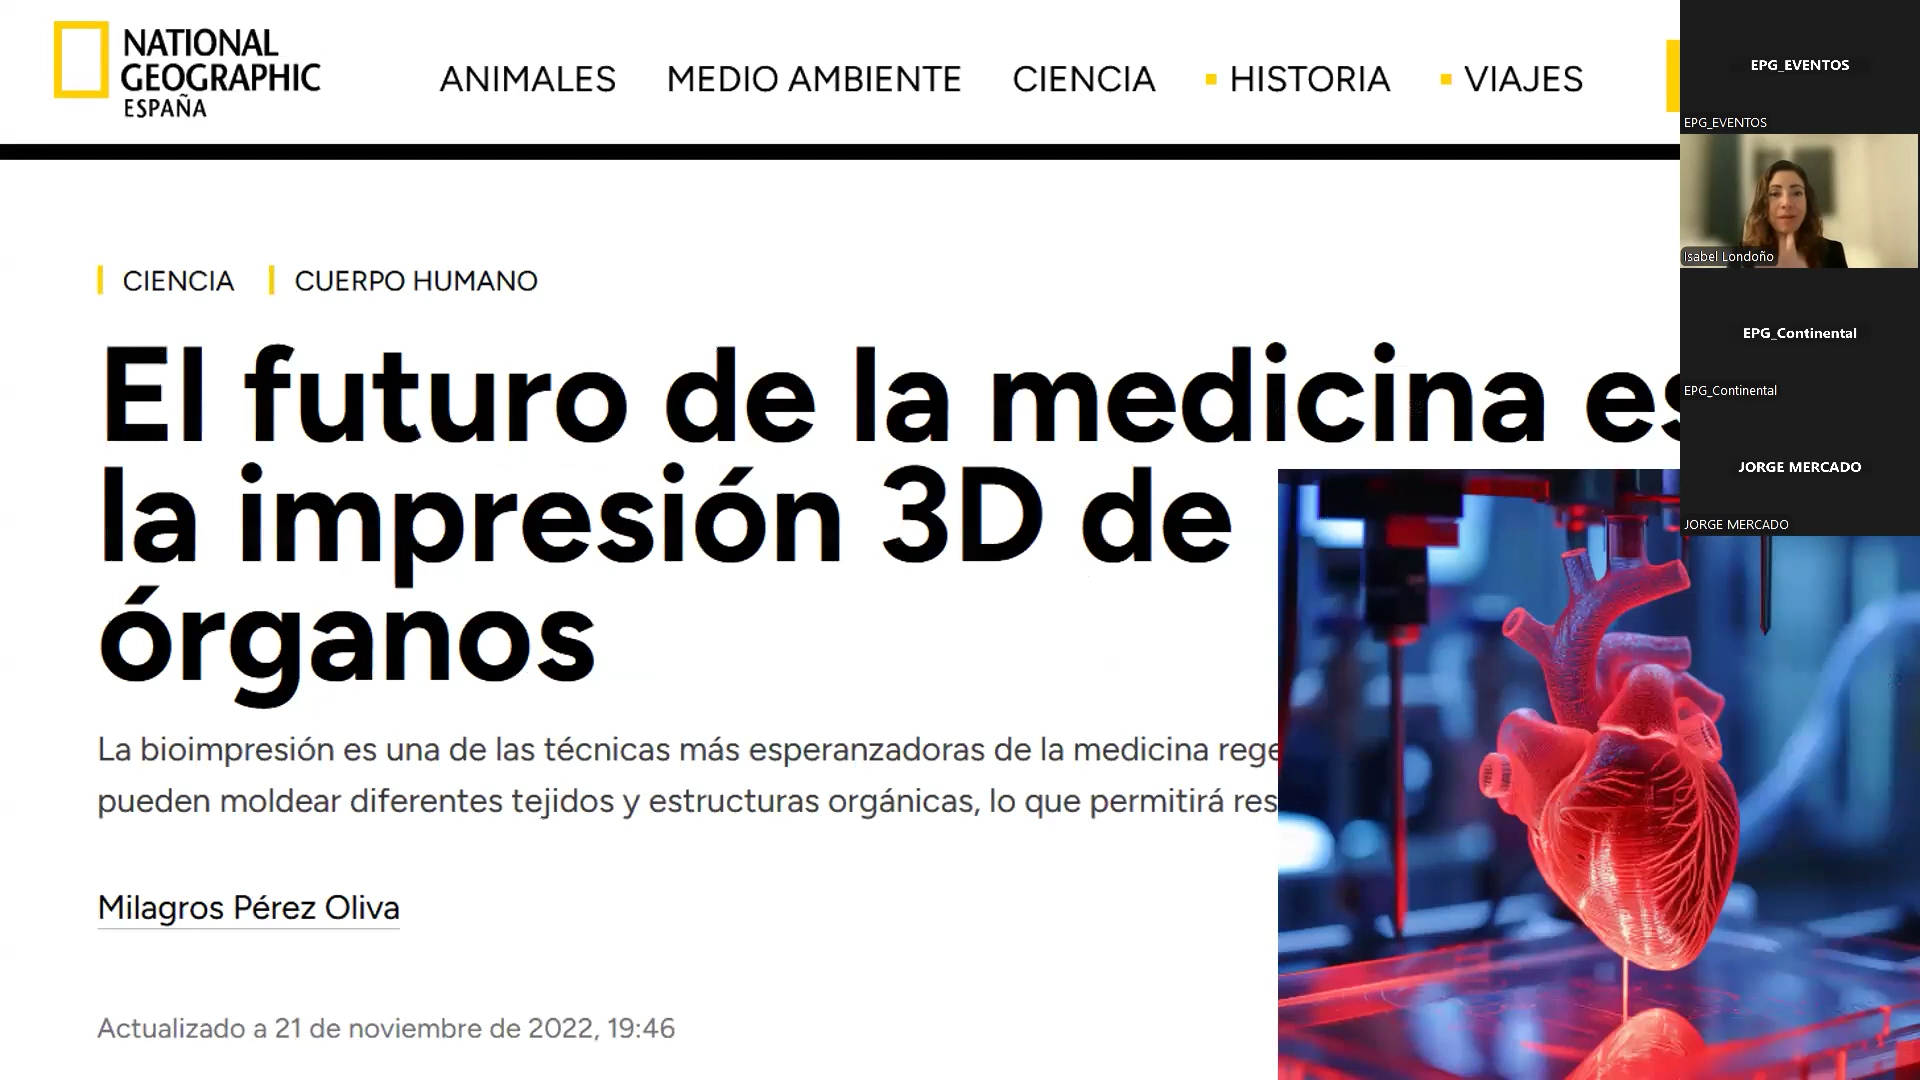 NATIONAL
GEOGRAPHIC
ESPAÑA
ANIMALES MEDIO AMBIENTE CIENCIA HISTORIA VIAJES
CIENCIA CUERPO HUMANO
El futuro de la medicina es
la impresión 3D de
órganos
La bioimpresión es una de las técnicas más esperanzadoras de la medicina rege
pueden moldear diferentes tejidos y estructuras orgánicas, lo que permitirá res
Milagros Pérez Oliva
Actualizado a 21 de noviembre de 2022, 19:46
EPG_EVENTOS
EPG_EVENTOS
Isabel Londoño
EPG_Continental
EPG_Continental
JORGE MERCADO
JORGE MERCADO